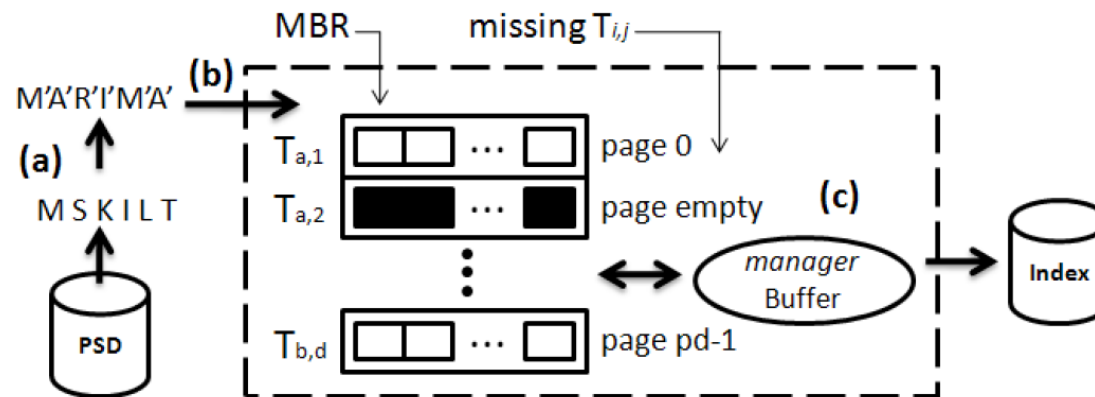 MBR
missing Ti,j
(b)
M'A'R'I'M'A'
(a)
Ta,1
...
page 0
M S K I L T
Ta,2
...
page empty
(c)
manager
Buffer
Index
PSD
Tb,d
...
page pd-1